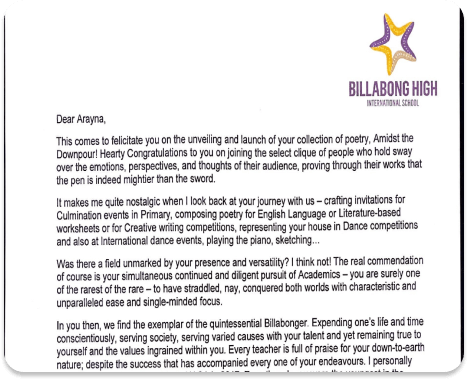 BILLABONG HIGH
INTERNATIONAL SCHOOL
Dear Arayna,
This comes to felicitate you on the unveiling and launch of your collection of poetry, Amidst the
Downpour! Hearty Congratulations to you on joining the select clique of people who hold sway
over the emotions, perspectives, and thoughts of their audience, proving through their works that
the pen is indeed mightier than the sword.
It makes me quite nostalgic when I look back at your journey with us – crafting invitations for
Culmination events in Primary, composing poetry for English Language or Literature-based
worksheets or for Creative writing competitions, representing your house in Dance competitions
and also at International dance events, playing the piano, sketching…
Was there a field unmarked by your presence and versatility? I think not! The real commendation
of course is your simultaneous continued and diligent pursuit of Academics – you are surely one
of the rarest of the rare – to have straddled, nay, conquered both worlds with characteristic and
unparalleled ease and single-minded focus.
In you then, we find the exemplar of the quintessential Billabonger. Expending one's life and time
conscientiously, serving society, serving varied causes with your talent and yet remaining true to
yourself and the values ingrained within you. Every teacher is full of praise for your down-to-earth
nature; despite the success that has accompanied every one of your endeavours. I personally